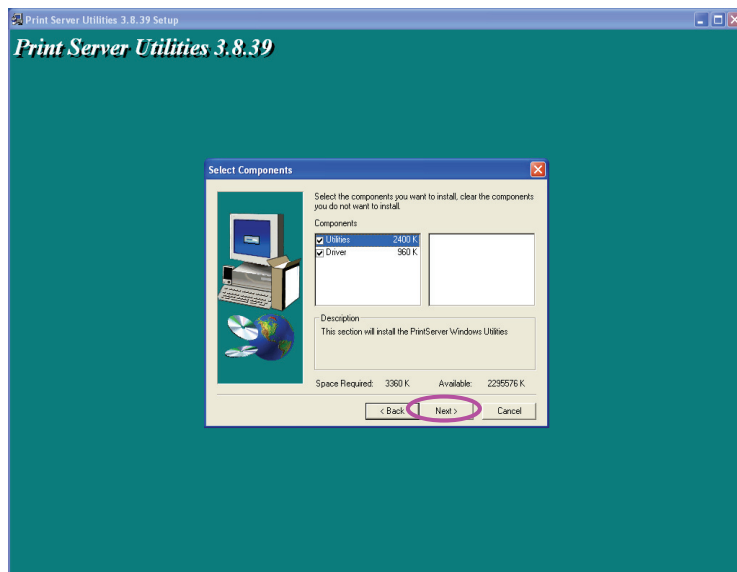 Print Server Utilities 3.8.39 Setup
Print Server Utilities 3.8.39
Select Components
Select the components you want to install, clear the components
you do not want to install.
Components
Utilities 2400 K
Driver 960 K
Description
This section will install the PrintServer Windows Utilities
Space Required: 3360 K Available: 2295576 K
< Back Next > Cancel